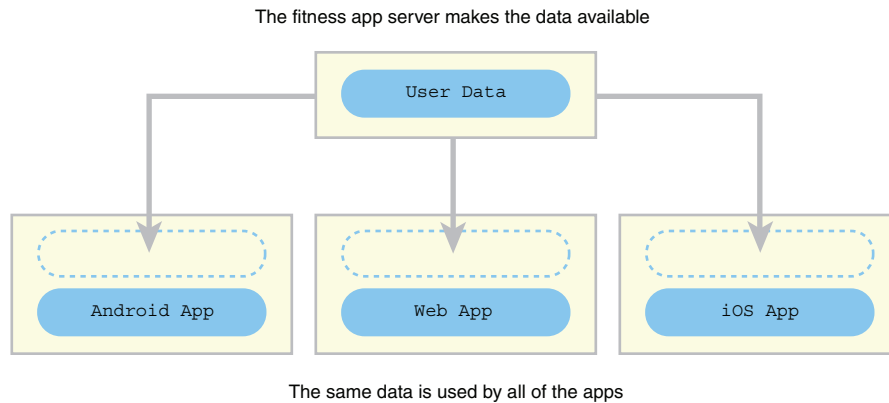 The fitness app server makes the data available
User Data
Android App
Web App
iOS App
The same data is used by all of the apps